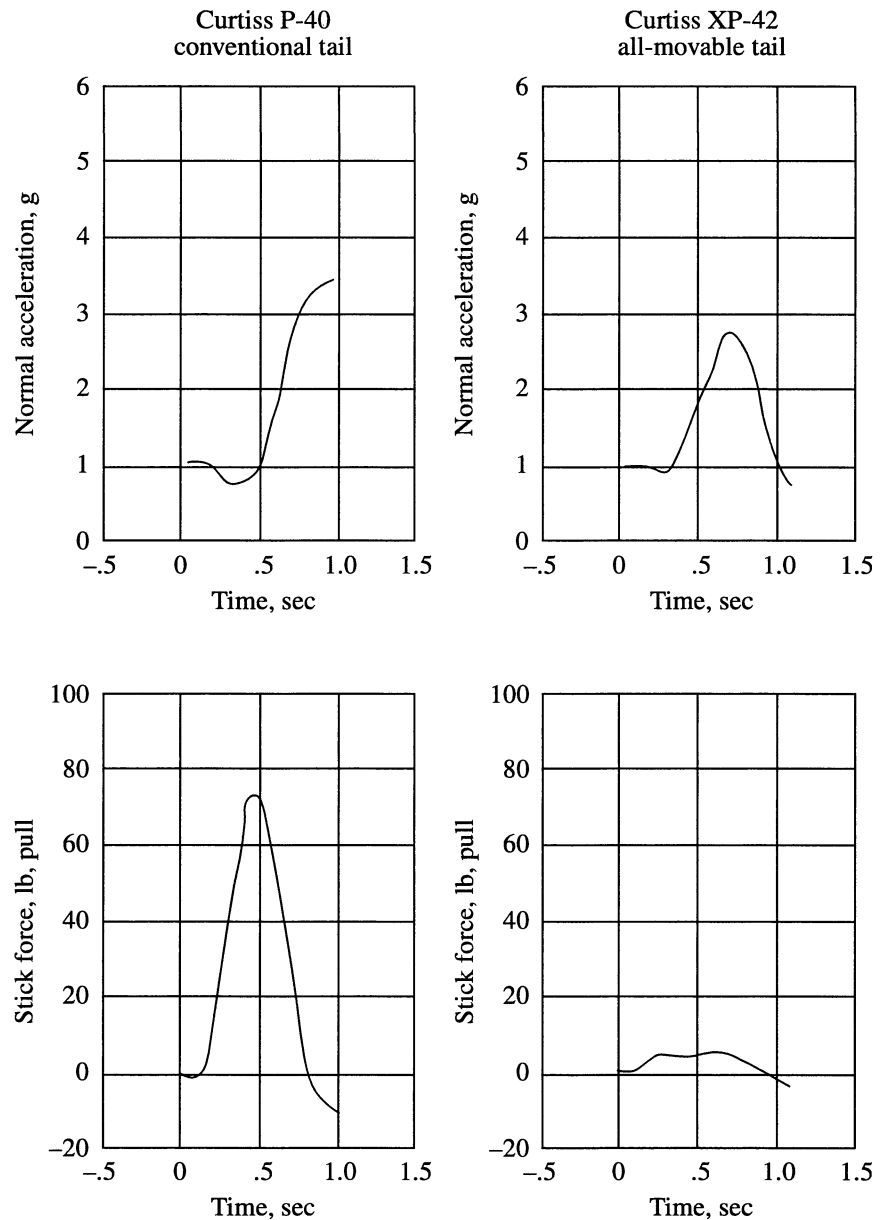 Curtiss P-40
conventional tail
Curtiss XP-42
all-movable tail
Normal acceleration, g
6
5
4
3
2
1
0
–.5 0 .5 1.0 1.5
Time, sec
Normal acceleration, g
6
5
4
3
2
1
0
–.5 0 .5 1.0 1.5
Time, sec
Stick force, lb, pull
100
80
60
40
20
0
–20
–.5 0 .5 1.0 1.5
Time, sec
Stick force, lb, pull
100
80
60
40
20
0
–20
–.5 0 .5 1.0 1.5
Time, sec